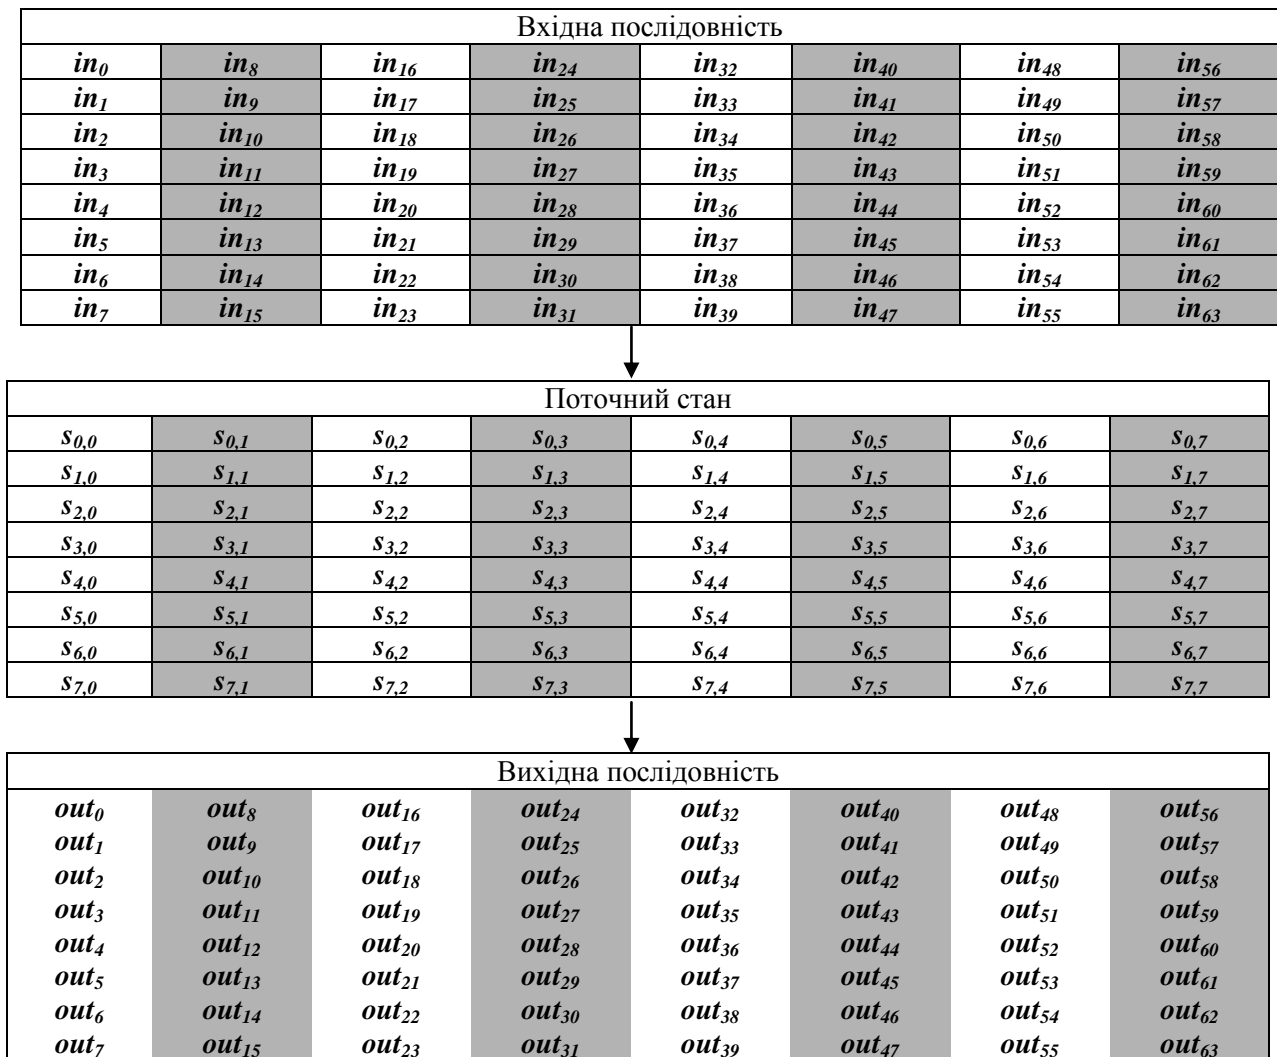 Вхідна послідовність
in0 in8 in16 in24 in32 in40 in48 in56
in1 in9 in17 in25 in33 in41 in49 in57
in2 in10 in18 in26 in34 in42 in50 in58
in3 in11 in19 in27 in35 in43 in51 in59
in4 in12 in20 in28 in36 in44 in52 in60
in5 in13 in21 in29 in37 in45 in53 in61
in6 in14 in22 in30 in38 in46 in54 in62
in7 in15 in23 in31 in39 in47 in55 in63
Поточний стан
s0,0 s0,1 s0,2 s0,3 s0,4 s0,5 s0,6 s0,7
s1,0 s1,1 s1,2 s1,3 s1,4 s1,5 s1,6 s1,7
s2,0 s2,1 s2,2 s2,3 s2,4 s2,5 s2,6 s2,7
s3,0 s3,1 s3,2 s3,3 s3,4 s3,5 s3,6 s3,7
s4,0 s4,1 s4,2 s4,3 s4,4 s4,5 s4,6 s4,7
s5,0 s5,1 s5,2 s5,3 s5,4 s5,5 s5,6 s5,7
s6,0 s6,1 s6,2 s6,3 s6,4 s6,5 s6,6 s6,7
s7,0 s7,1 s7,2 s7,3 s7,4 s7,5 s7,6 s7,7
Вихідна послідовність
out0 out8 out16 out24 out32 out40 out48 out56
out1 out9 out17 out25 out33 out41 out49 out57
out2 out10 out18 out26 out34 out42 out50 out58
out3 out11 out19 out27 out35 out43 out51 out59
out4 out12 out20 out28 out36 out44 out52 out60
out5 out13 out21 out29 out37 out45 out53 out61
out6 out14 out22 out30 out38 out46 out54 out62
out7 out15 out23 out31 out39 out47 out55 out63